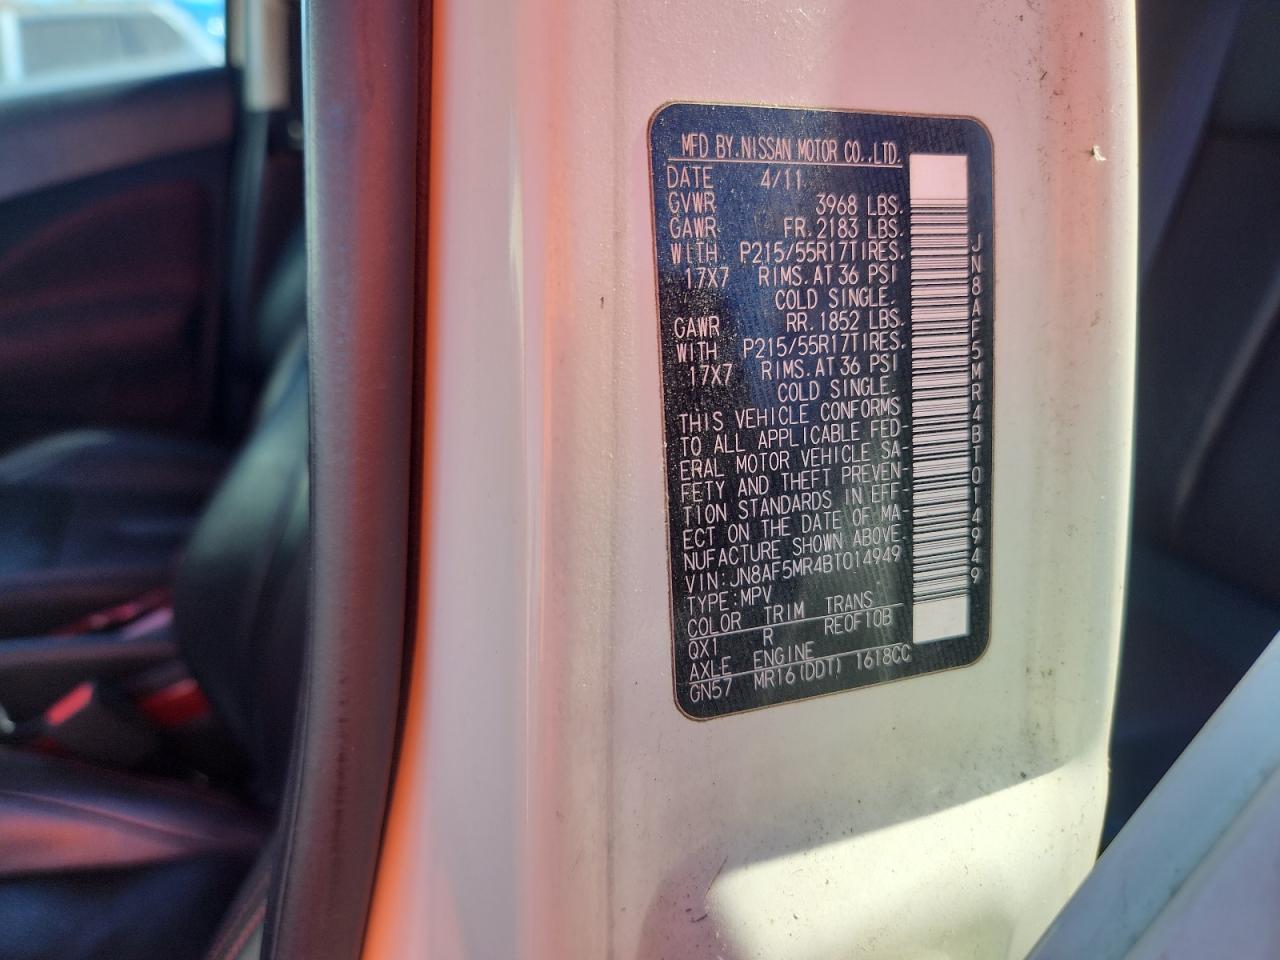 MFD BY.NISSAN MOTOR CO.,LTD.
DATE 4/11
GVWR 3968 LBS.
GAWR FR.2183 LBS.
WITH P215/55R17TIRES.
17X7 RIMS.AT 36 PSI
COLD SINGLE.
GAWR RR.1852 LBS.
WITH P215/55R17TIRES.
17X7 RIMS.AT 36 PSI
COLD SINGLE.
THIS VEHICLE CONFORMS
TO ALL APPLICABLE FED-
ERAL MOTOR VEHICLE SA-
FETY AND THEFT PREVEN-
TION STANDARDS IN EFF-
ECT ON THE DATE OF MA-
NUFACTURE SHOWN ABOVE.
VIN:JN8AF5MR4BT014949
TYPE:MPV
COLOR TRIM TRANS
QX1 R RE0F10B
AXLE ENGINE
GN57 MR16(DDT) 1618CC
JN8AF5MR4BT014949